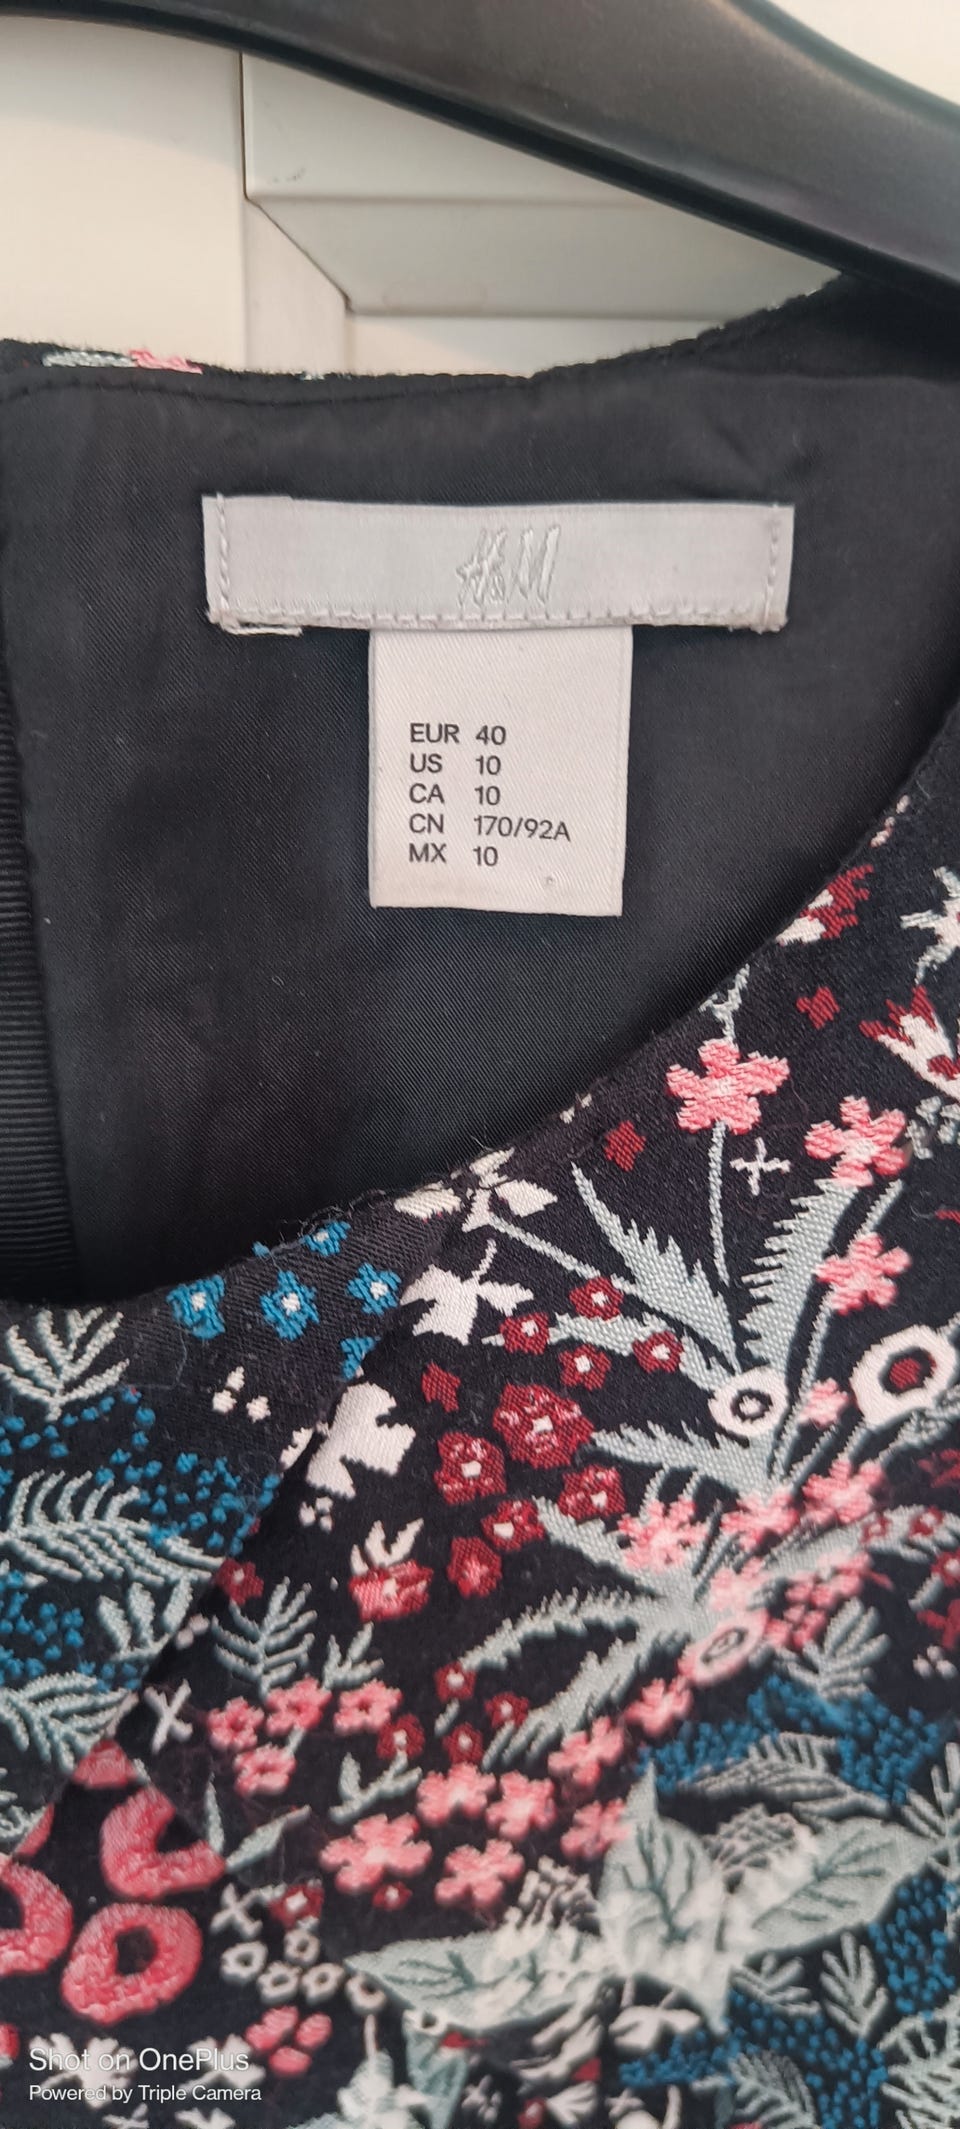 H&M
EUR 40
US 10
CA 10
CN 170/92A
MX 10
Shot on OnePlus
Powered by Triple Camera